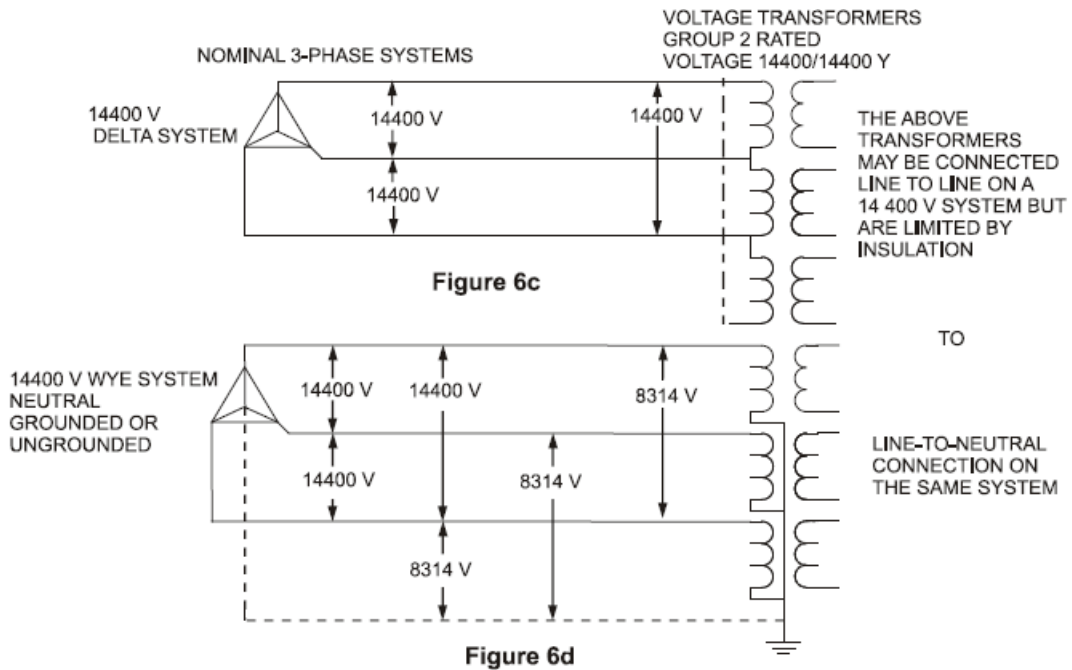 VOLTAGE TRANSFORMERS
GROUP 2 RATED
VOLTAGE 14400/14400 Y
NOMINAL 3-PHASE SYSTEMS
14400 V
DELTA SYSTEM
14400 V
14400 V
14400 V
THE ABOVE
TRANSFORMERS
MAY BE CONNECTED
LINE TO LINE ON A
14 400 V SYSTEM BUT
ARE LIMITED BY
INSULATION
Figure 6c
TO
14400 V WYE SYSTEM
NEUTRAL
GROUNDED OR
UNGROUNDED
14400 V
14400 V
8314 V
14400 V
8314 V
8314 V
LINE-TO-NEUTRAL
CONNECTION ON
THE SAME SYSTEM
Figure 6d